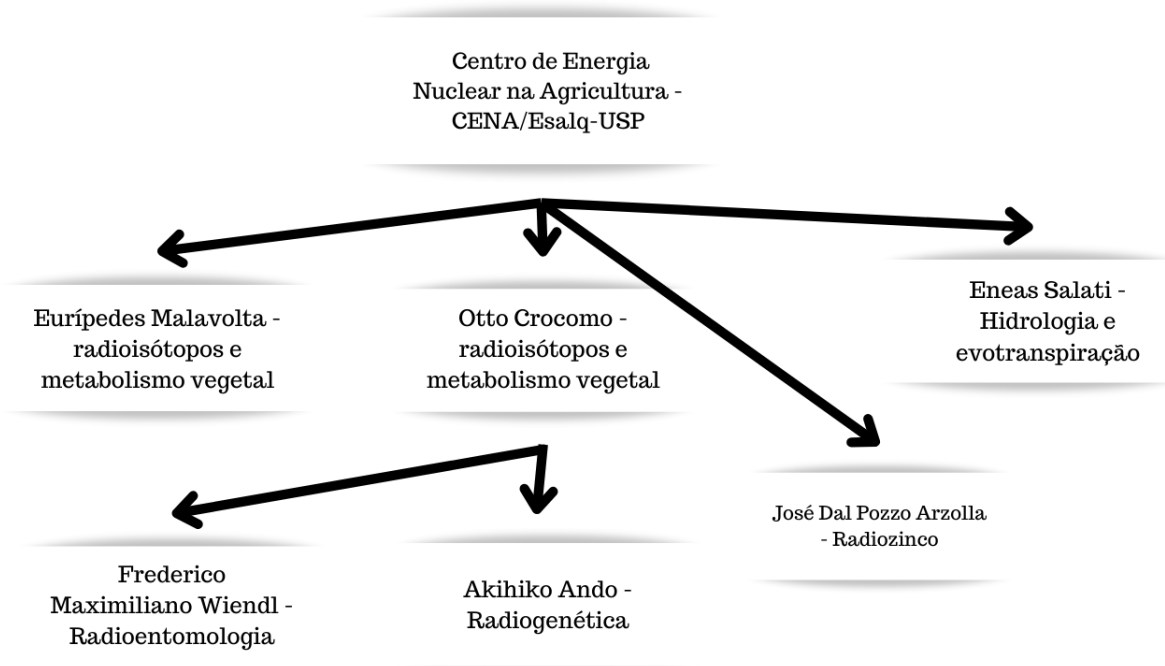 Centro de Energia
Nuclear na Agricultura -
CENA/Esalq-USP
Eurípedes Malavolta -
radioisótopos e
metabolismo vegetal
Otto Crocomo -
radioisótopos e
metabolismo vegetal
Eneas Salati -
Hidrologia e
evotranspiração
José Dal Pozzo Arzolla
- Radiozinco
Frederico
Maximiliano Wiendl -
Radioentomologia
Akihiko Ando -
Radiogenética